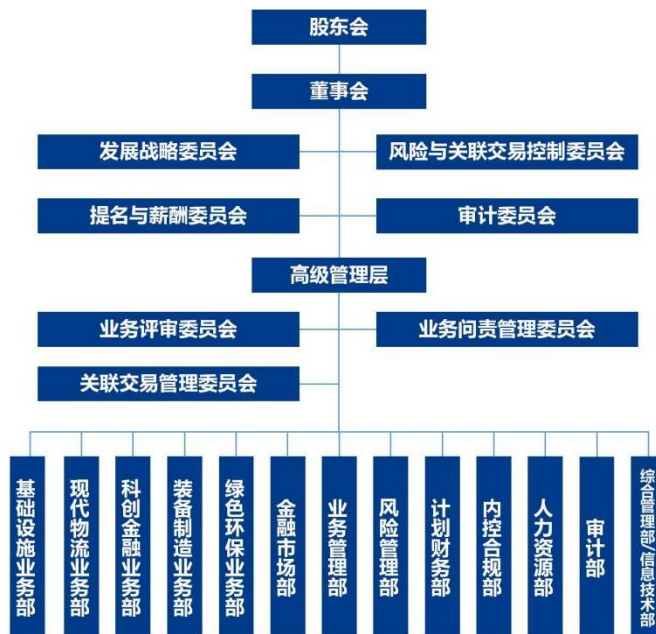 股东会
董事会
发展战略委员会
风险与关联交易控制委员会
提名与薪酬委员会
审计委员会
高级管理层
业务评审委员会
业务问责管理委员会
关联交易管理委员会
基础设施业务部
现代物流业务部
科创金融业务部
装备制造业务部
绿色环保业务部
金融市场部
业务管理部
风险管理部
计划财务部
内控合规部
人力资源部
审计部
综合管理部/信息技术部